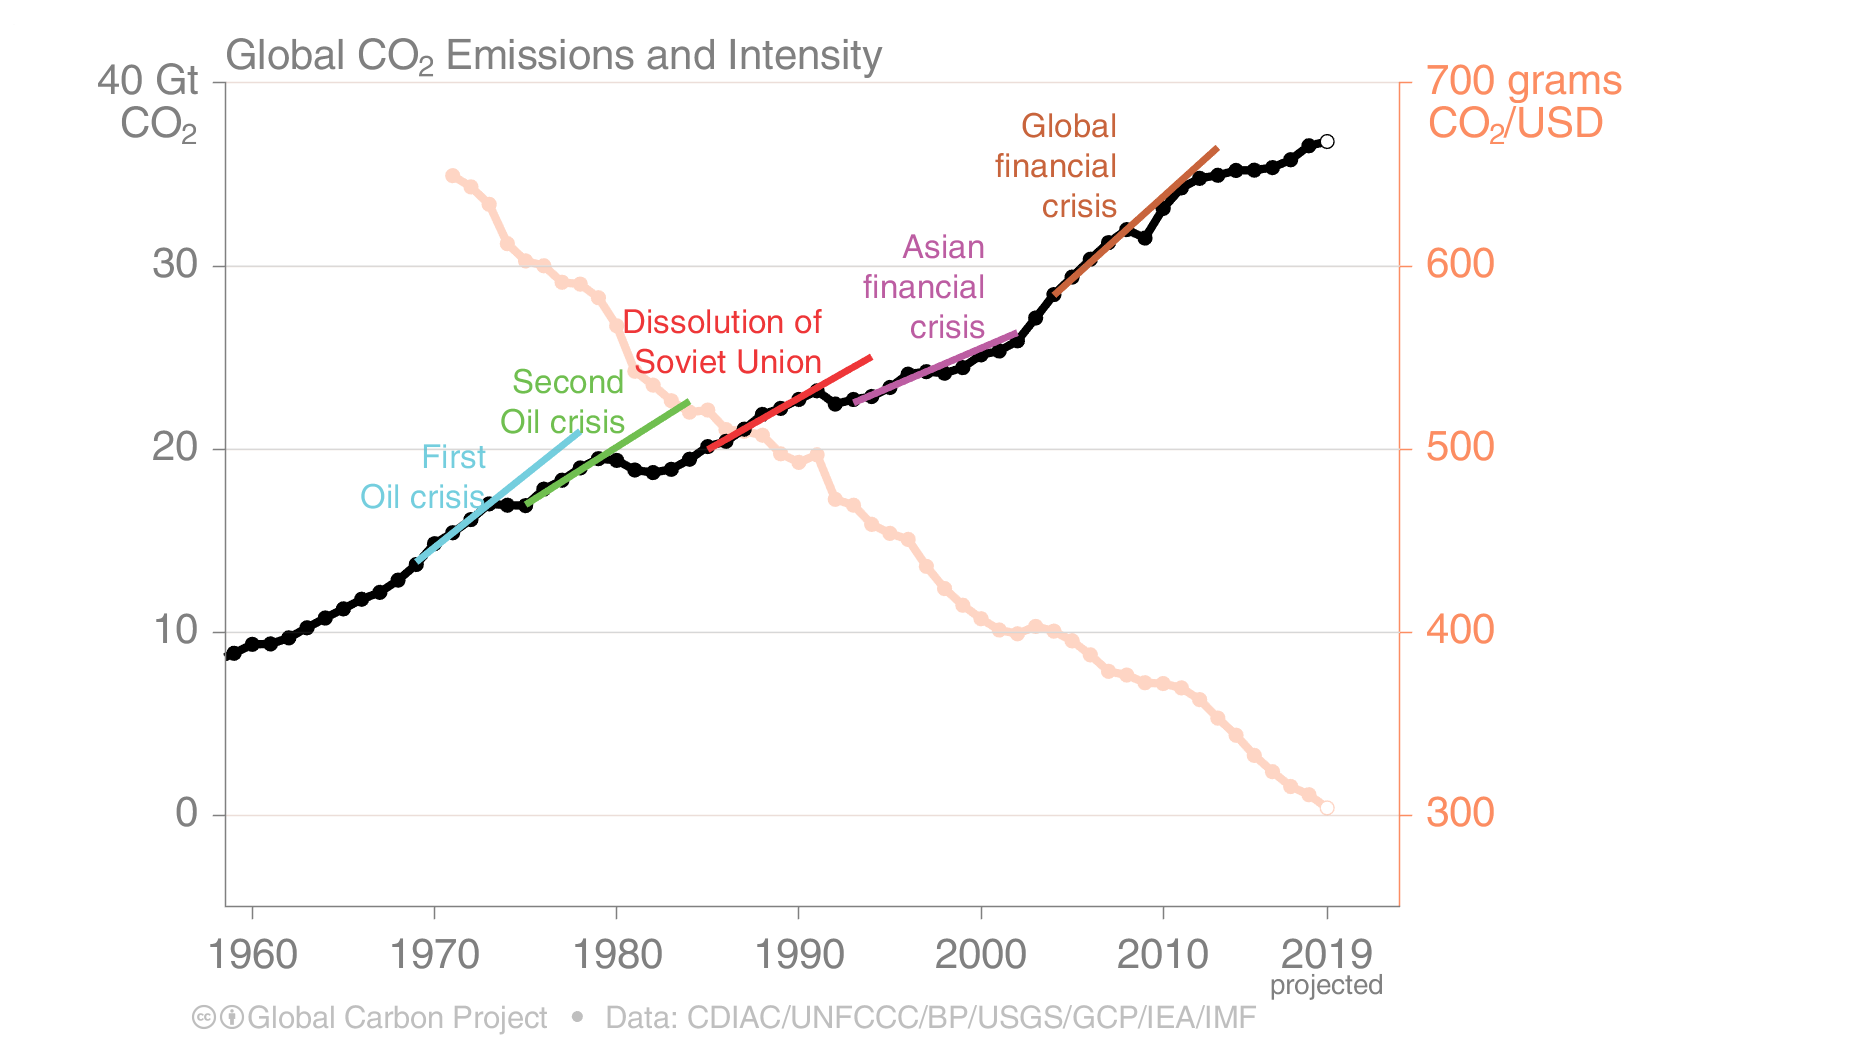 Global CO₂ Emissions and Intensity
40 Gt
CO₂
30
20
10
0
700 grams
CO₂/USD
600
500
400
300
Global
financial
crisis
Asian
financial
crisis
Dissolution of
Soviet Union
Second
Oil crisis
First
Oil crisis
1960 1970 1980 1990 2000 2010 2019
projected
cc Global Carbon Project • Data: CDIAC/UNFCCC/BP/USGS/GCP/IEA/IMF